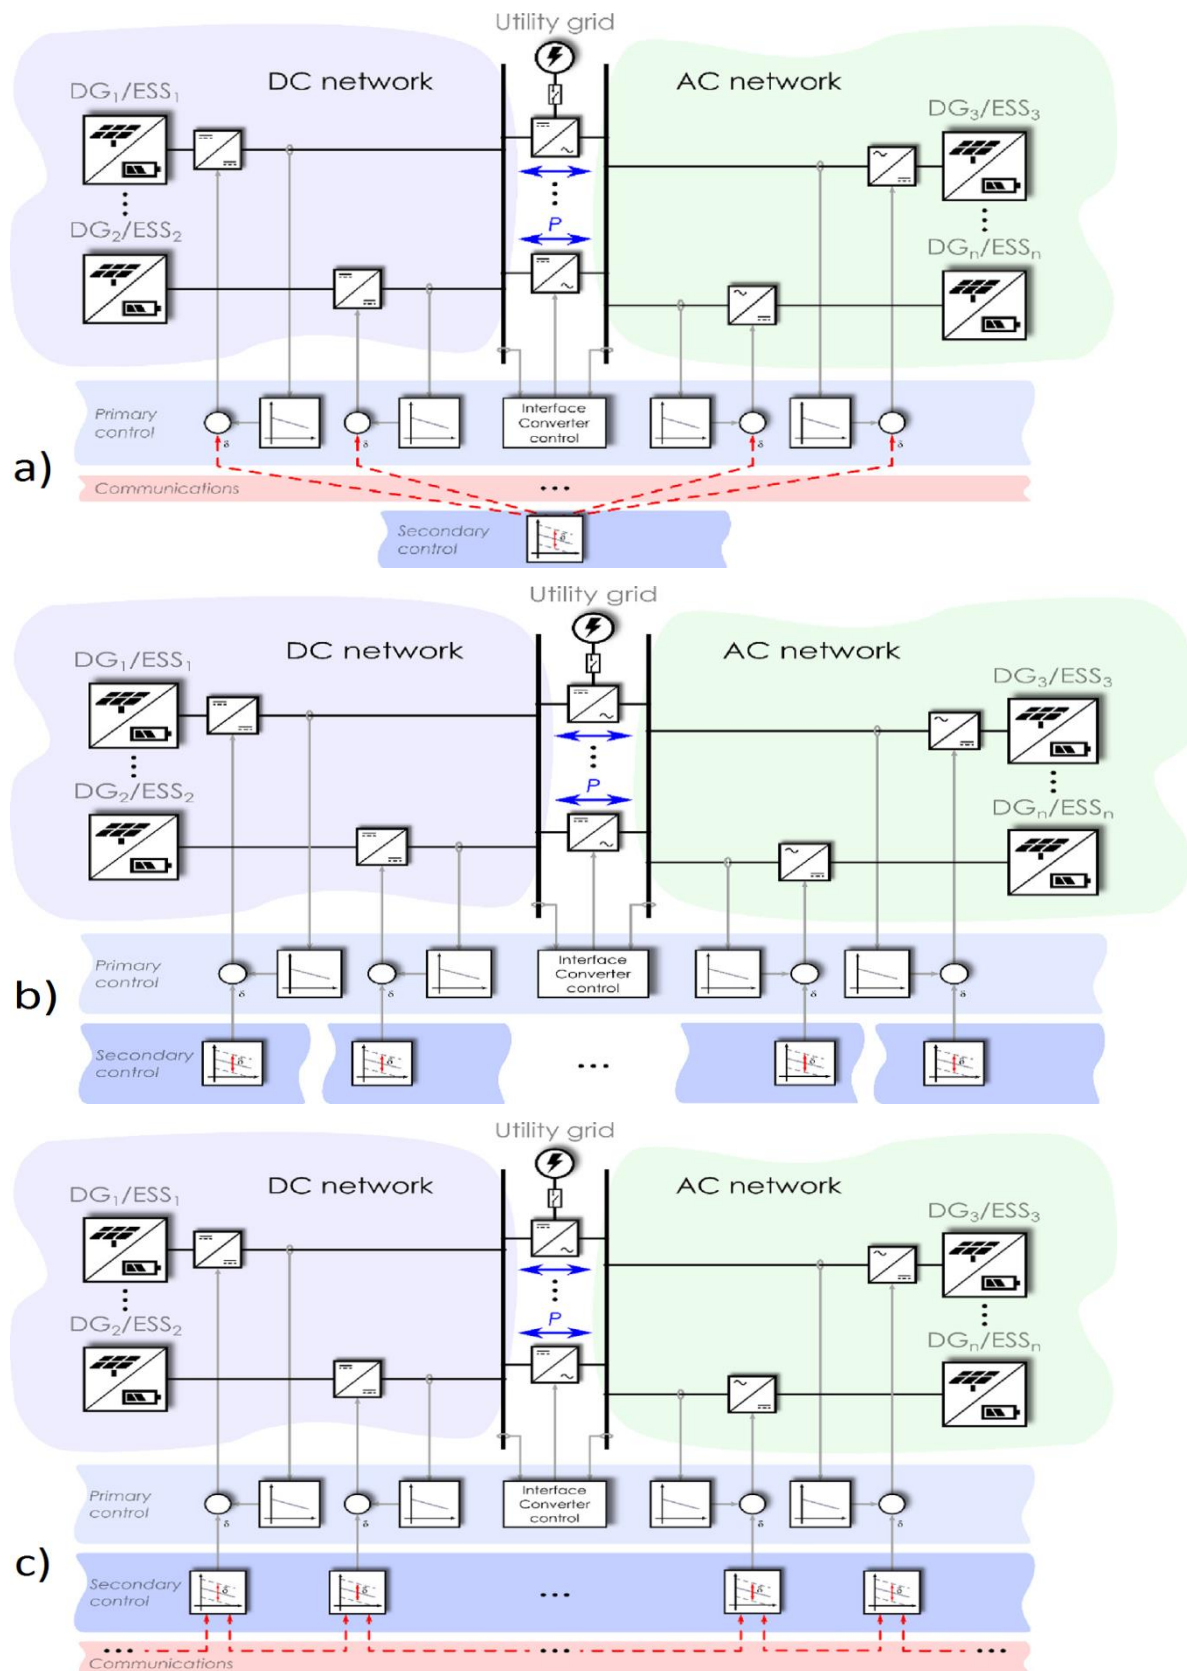 Utility grid
DC network
AC network
DG₁/ESS₁
DG₃/ESS₃
P
DG₂/ESS₂
DGₙ/ESSₙ
Primary
control
Interface
Converter
control
δ
δ
δ
δ
a)
Communications
Secondary
control
δ
Utility grid
DC network
AC network
DG₁/ESS₁
DG₃/ESS₃
P
DG₂/ESS₂
DGₙ/ESSₙ
Primary
control
Interface
Converter
control
δ
δ
δ
δ
b)
Secondary
control
δ
δ
δ
δ
Utility grid
DC network
AC network
DG₁/ESS₁
DG₃/ESS₃
P
DG₂/ESS₂
DGₙ/ESSₙ
Primary
control
Interface
Converter
control
δ
δ
δ
δ
c)
Secondary
control
δ
δ
δ
δ
Communications